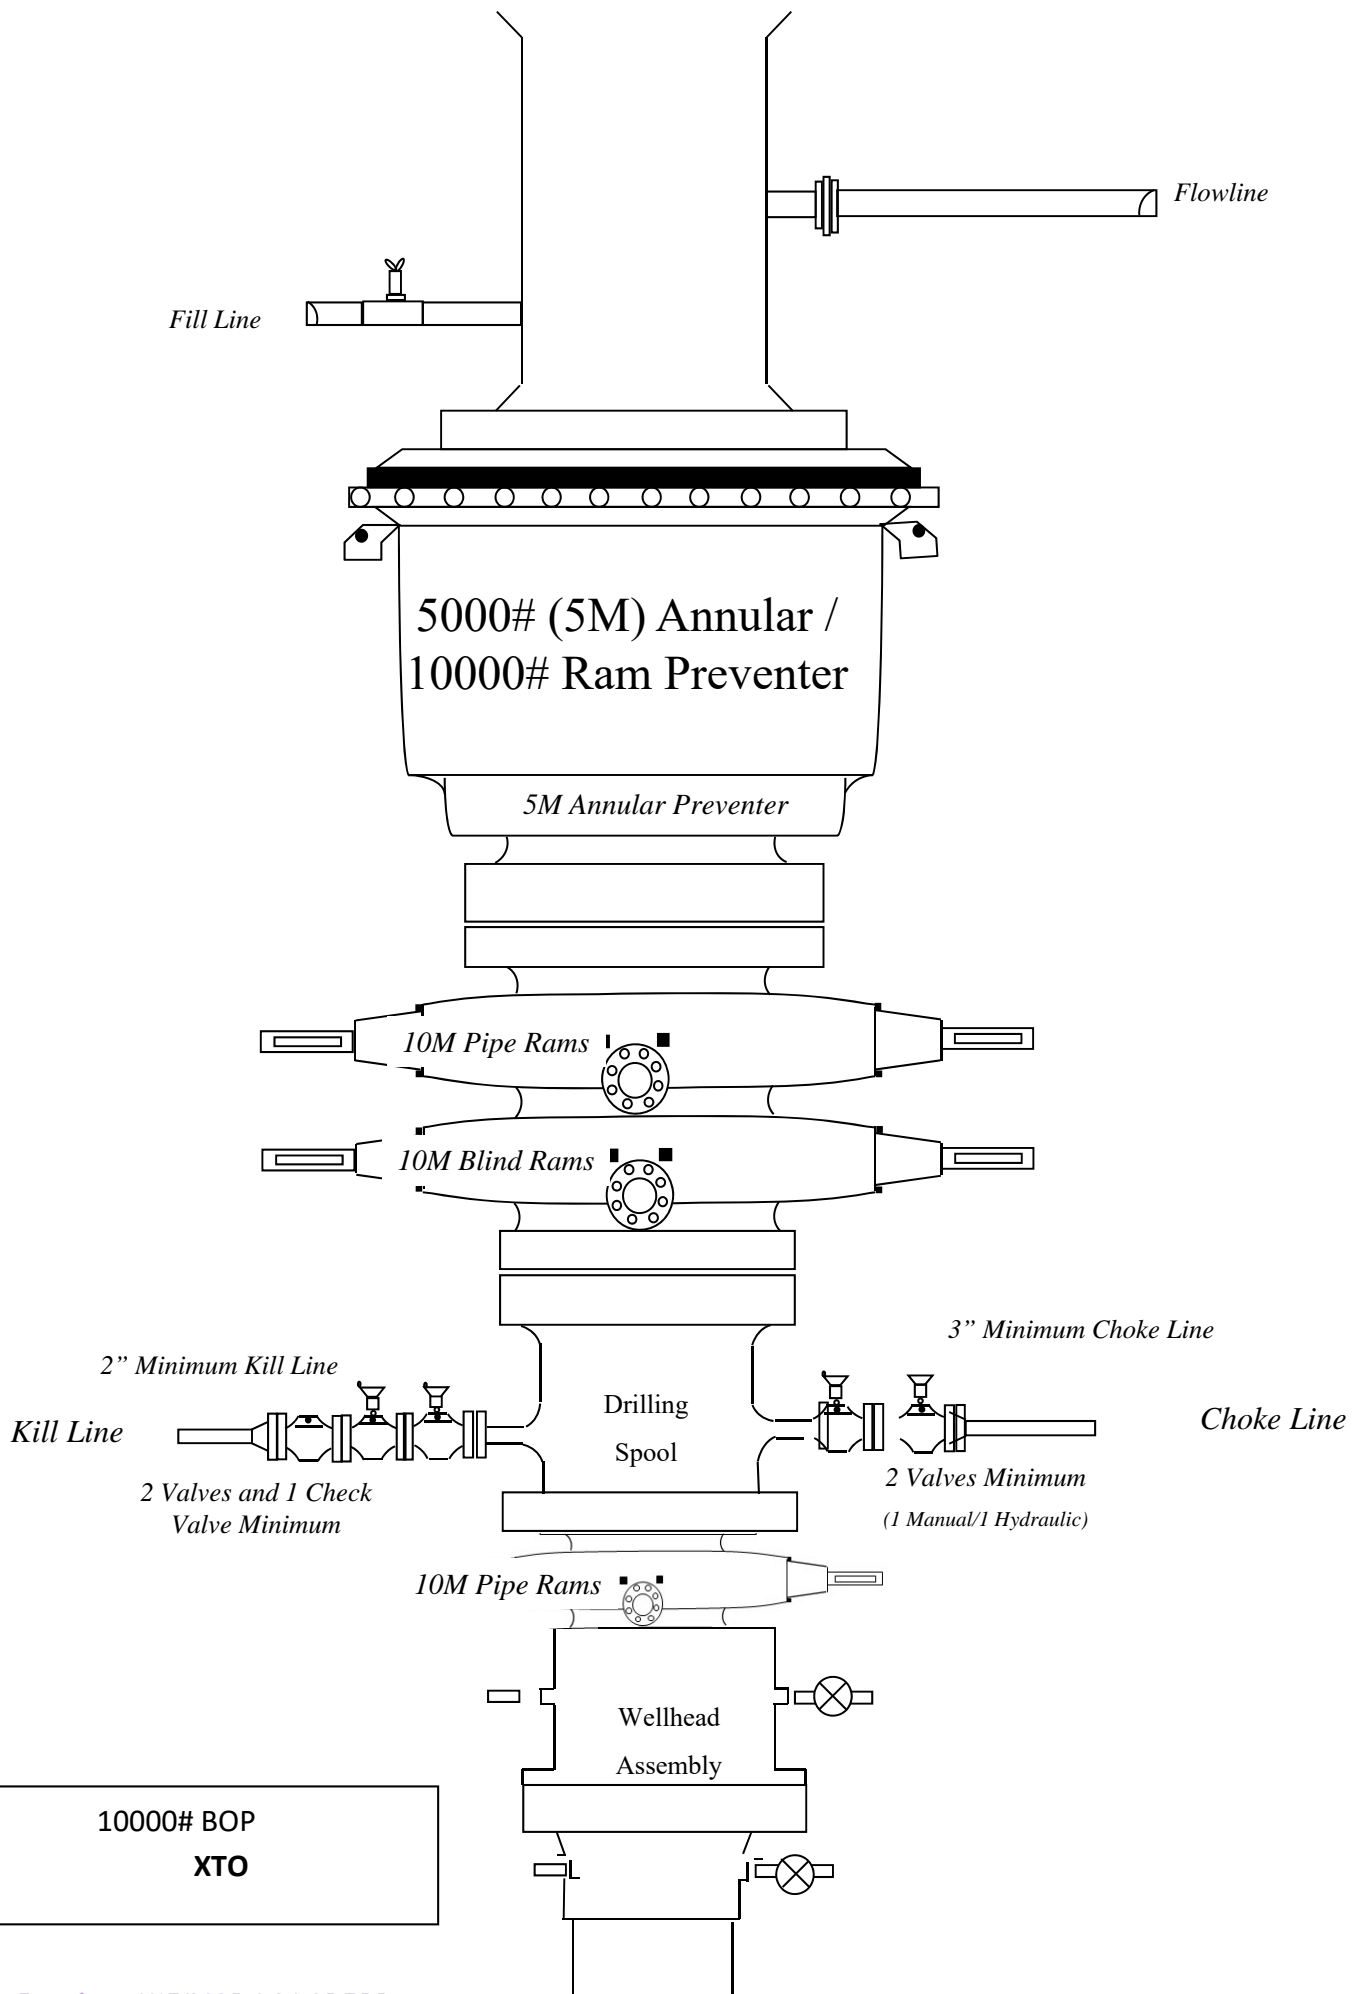 Flowline
Fill Line
5000# (5M) Annular /
10000# Ram Preventer
5M Annular Preventer
10M Pipe Rams
10M Blind Rams
3” Minimum Choke Line
2” Minimum Kill Line
Drilling
Spool
Kill Line
Choke Line
2 Valves and 1 Check
Valve Minimum
2 Valves Minimum
(1 Manual/1 Hydraulic)
10M Pipe Rams
Wellhead
Assembly
10000# BOP
XTO